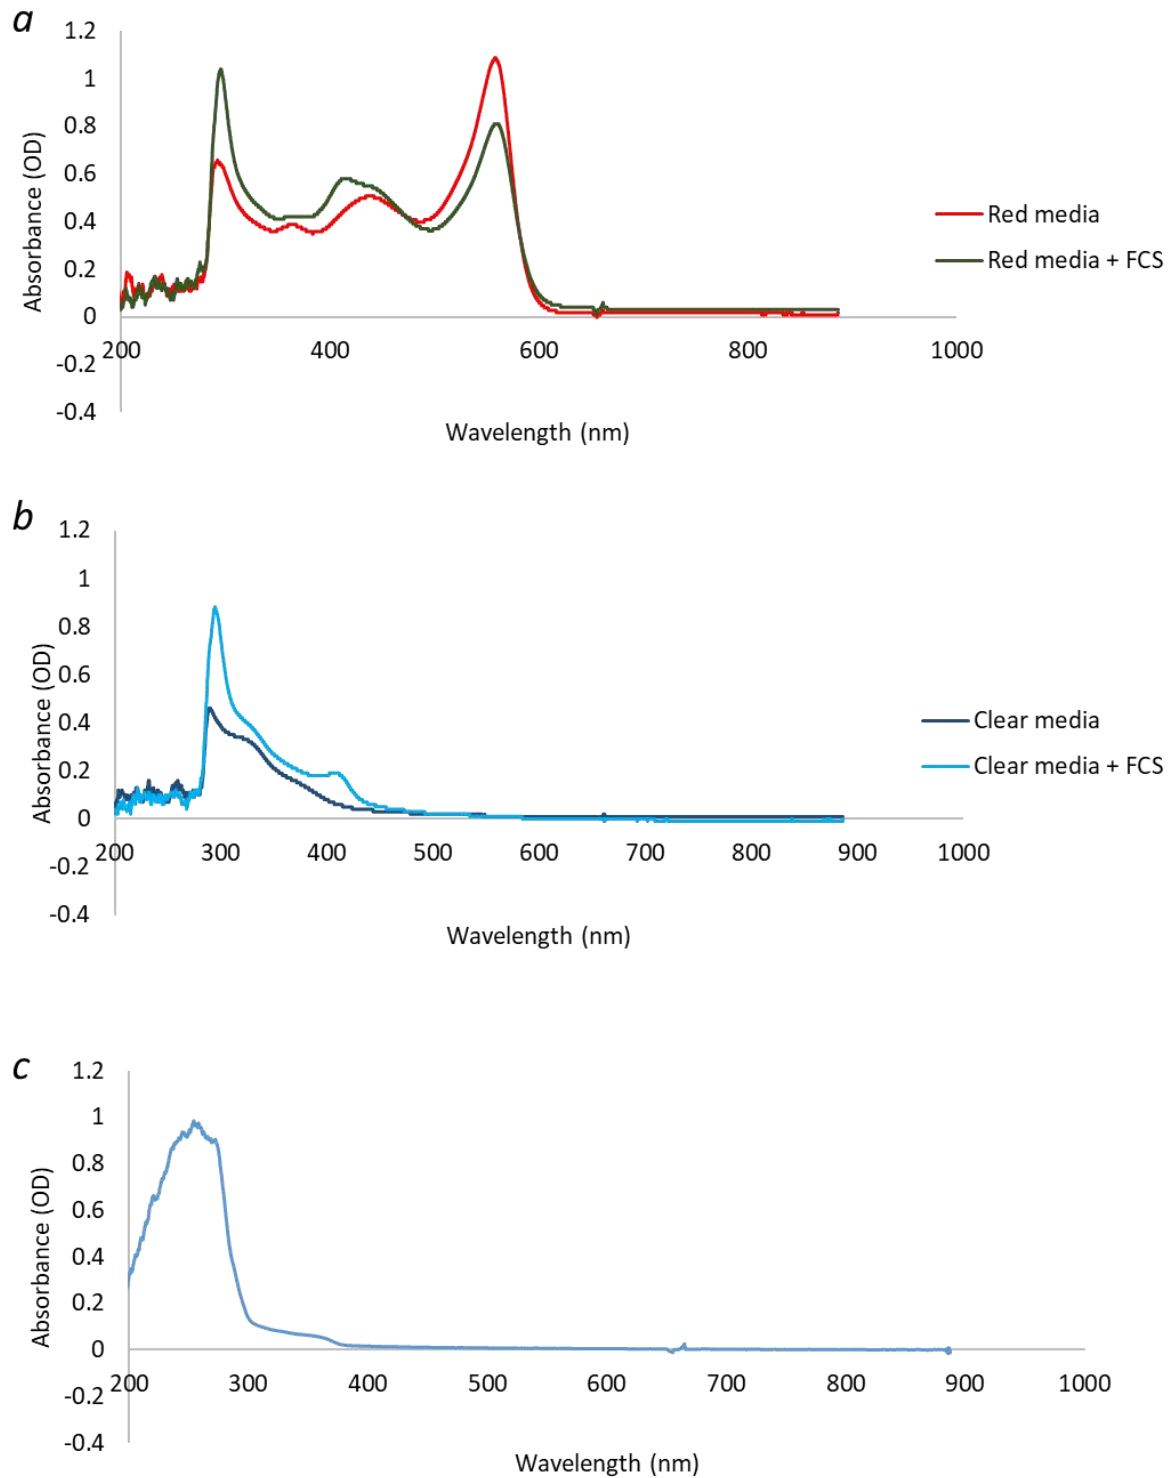 a
1.2
1
0.8
0.6
0.4
0.2
0
-0.2
-0.4
Absorbance (OD)
200 400 600 800 1000
Wavelength (nm)
Red media
Red media + FCS
b
1.2
1
0.8
0.6
0.4
0.2
0
-0.2
-0.4
Absorbance (OD)
200 300 400 500 600 700 800 900 1000
Wavelength (nm)
Clear media
Clear media + FCS
c
1.2
1
0.8
0.6
0.4
0.2
0
-0.2
-0.4
Absorbance (OD)
200 300 400 500 600 700 800 900 1000
Wavelength (nm)